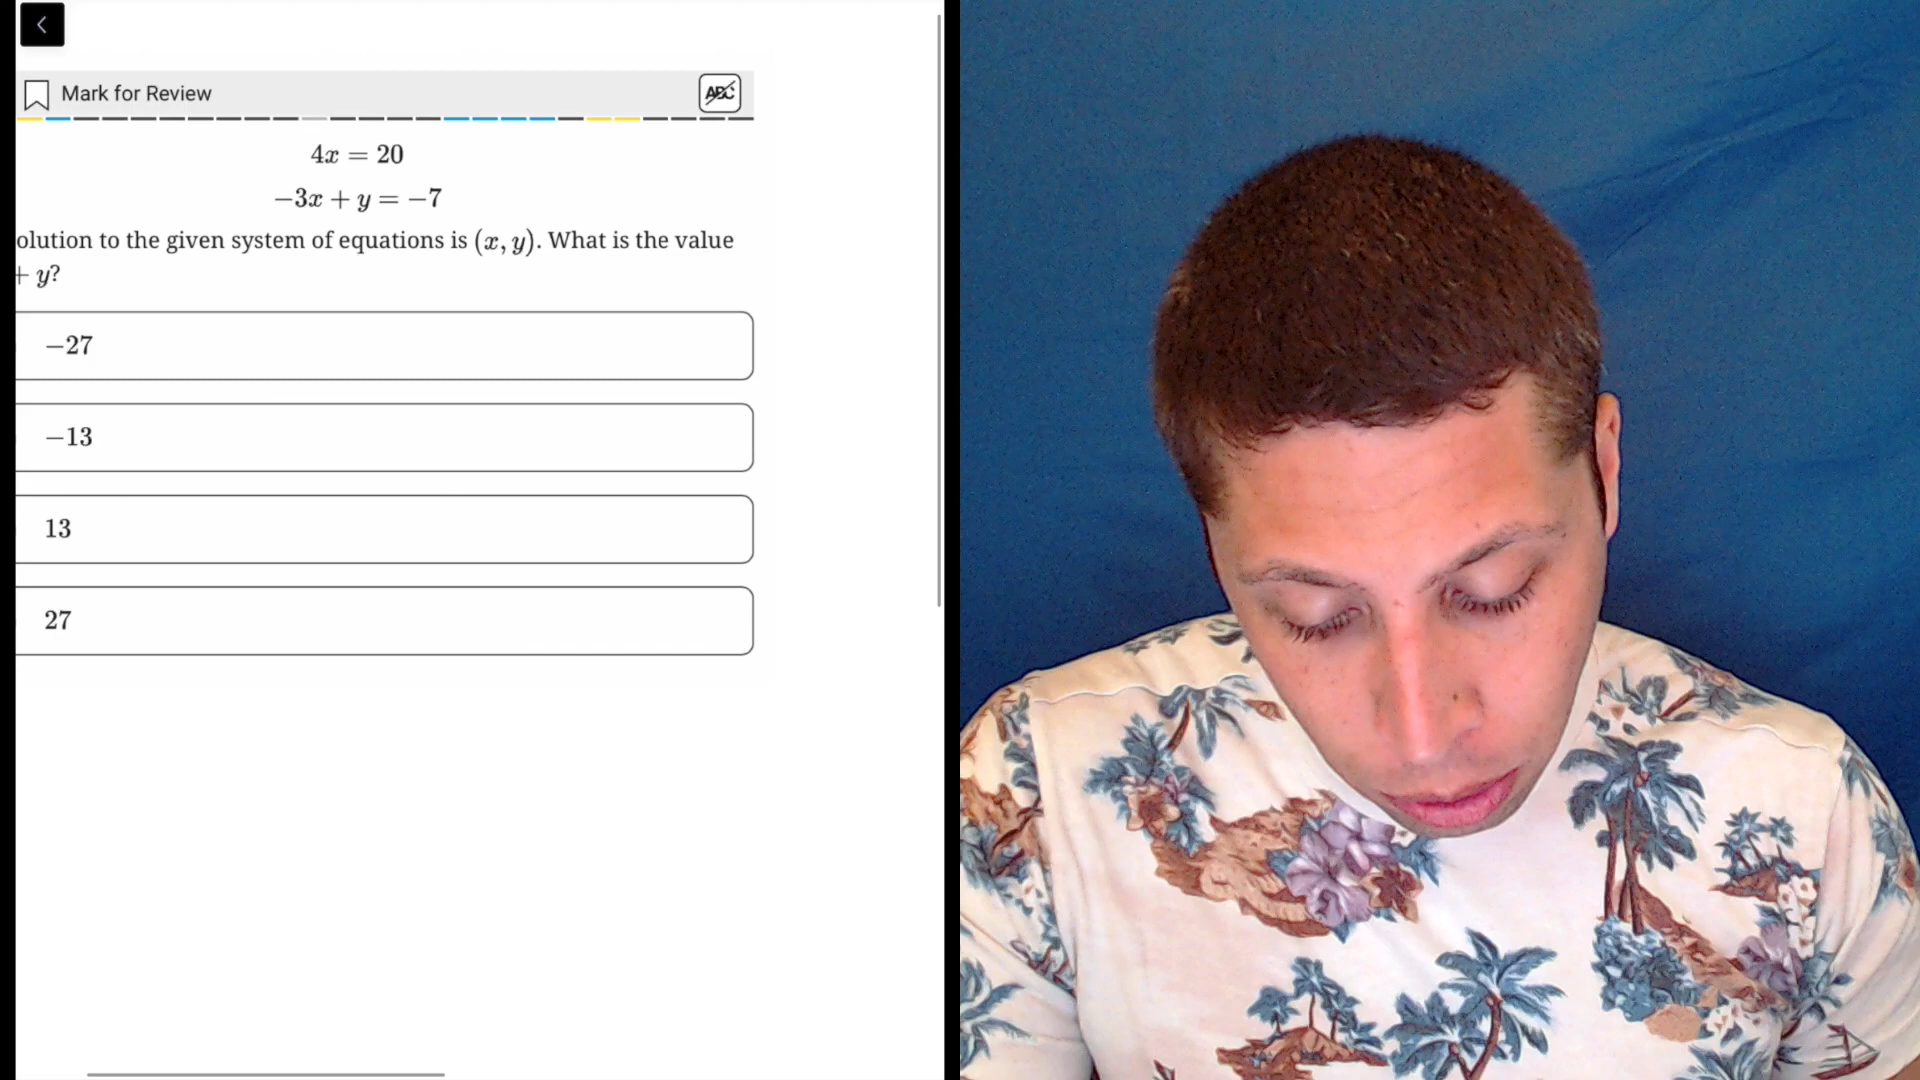 Mark for Review
ABC
4x = 20
−3x + y = −7
olution to the given system of equations is (x, y). What is the value
+ y?
−27
−13
13
27